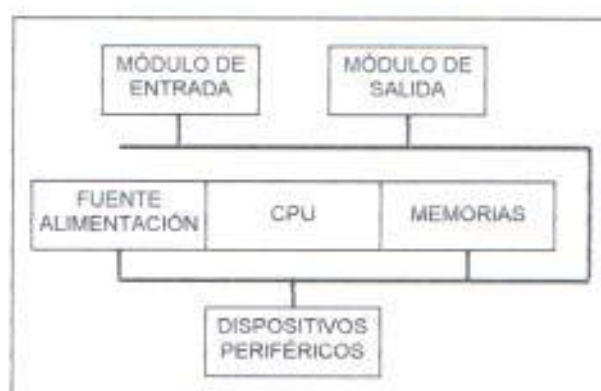 MÓDULO DE
ENTRADA
MÓDULO DE
SALIDA
FUENTE
ALIMENTACIÓN
CPU
MEMORIAS
DISPOSITIVOS
PERIFÉRICOS